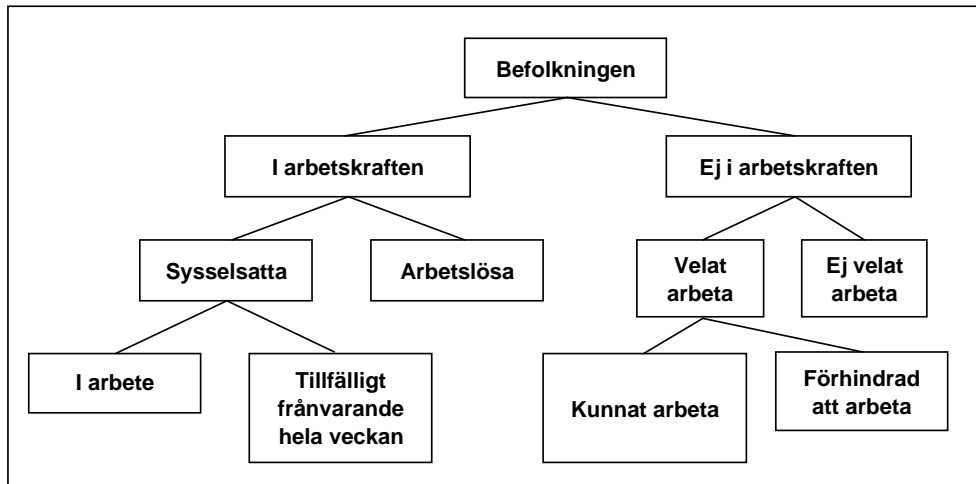 Befolkningen
I arbetskraften
Ej i arbetskraften
Sysselsatta
Arbetslösa
Velat
arbeta
Ej velat
arbeta
I arbete
Tillfälligt
frånvarande
hela veckan
Kunnat arbeta
Förhindrad
att arbeta